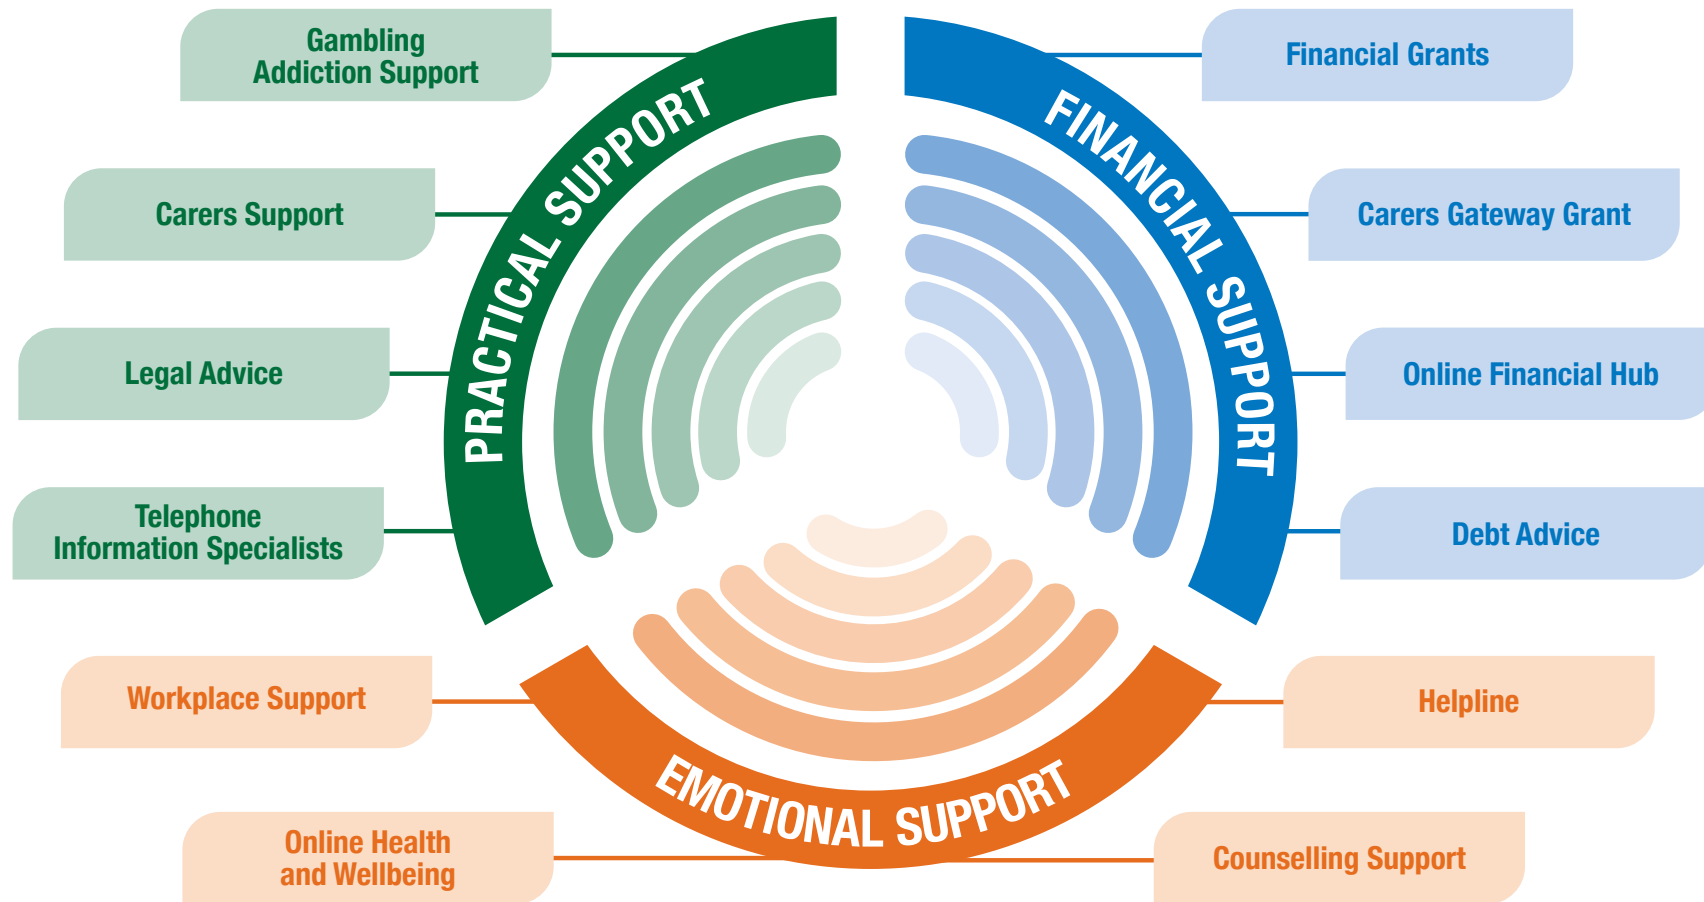 Gambling
Addiction Support
Carers Support
Legal Advice
Telephone
Information Specialists
PRACTICAL SUPPORT
FINANCIAL SUPPORT
Financial Grants
Carers Gateway Grant
Online Financial Hub
Debt Advice
Workplace Support
Online Health
and Wellbeing
EMOTIONAL SUPPORT
Helpline
Counselling Support